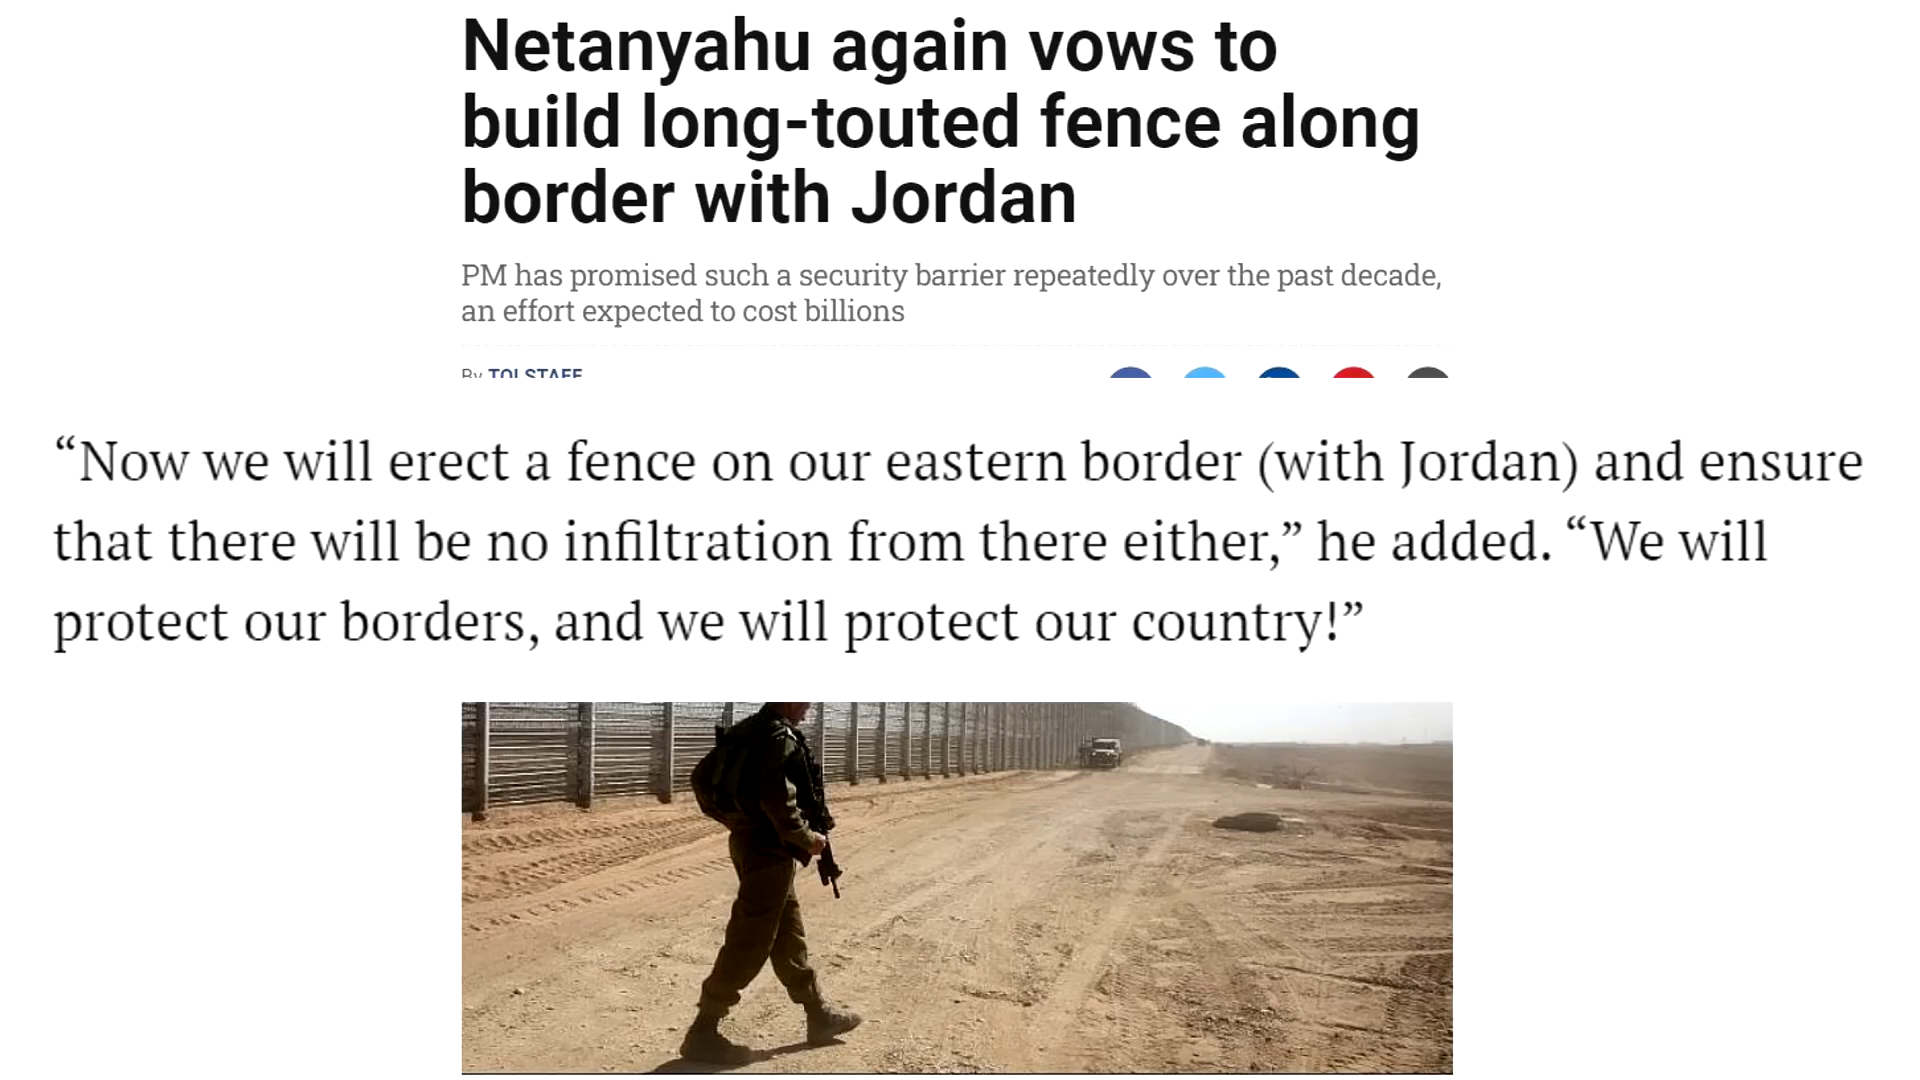 Netanyahu again vows to
build long-touted fence along
border with Jordan
PM has promised such a security barrier repeatedly over the past decade,
an effort expected to cost billions
By TOI STAFF
“Now we will erect a fence on our eastern border (with Jordan) and ensure
that there will be no infiltration from there either,” he added. “We will
protect our borders, and we will protect our country!”